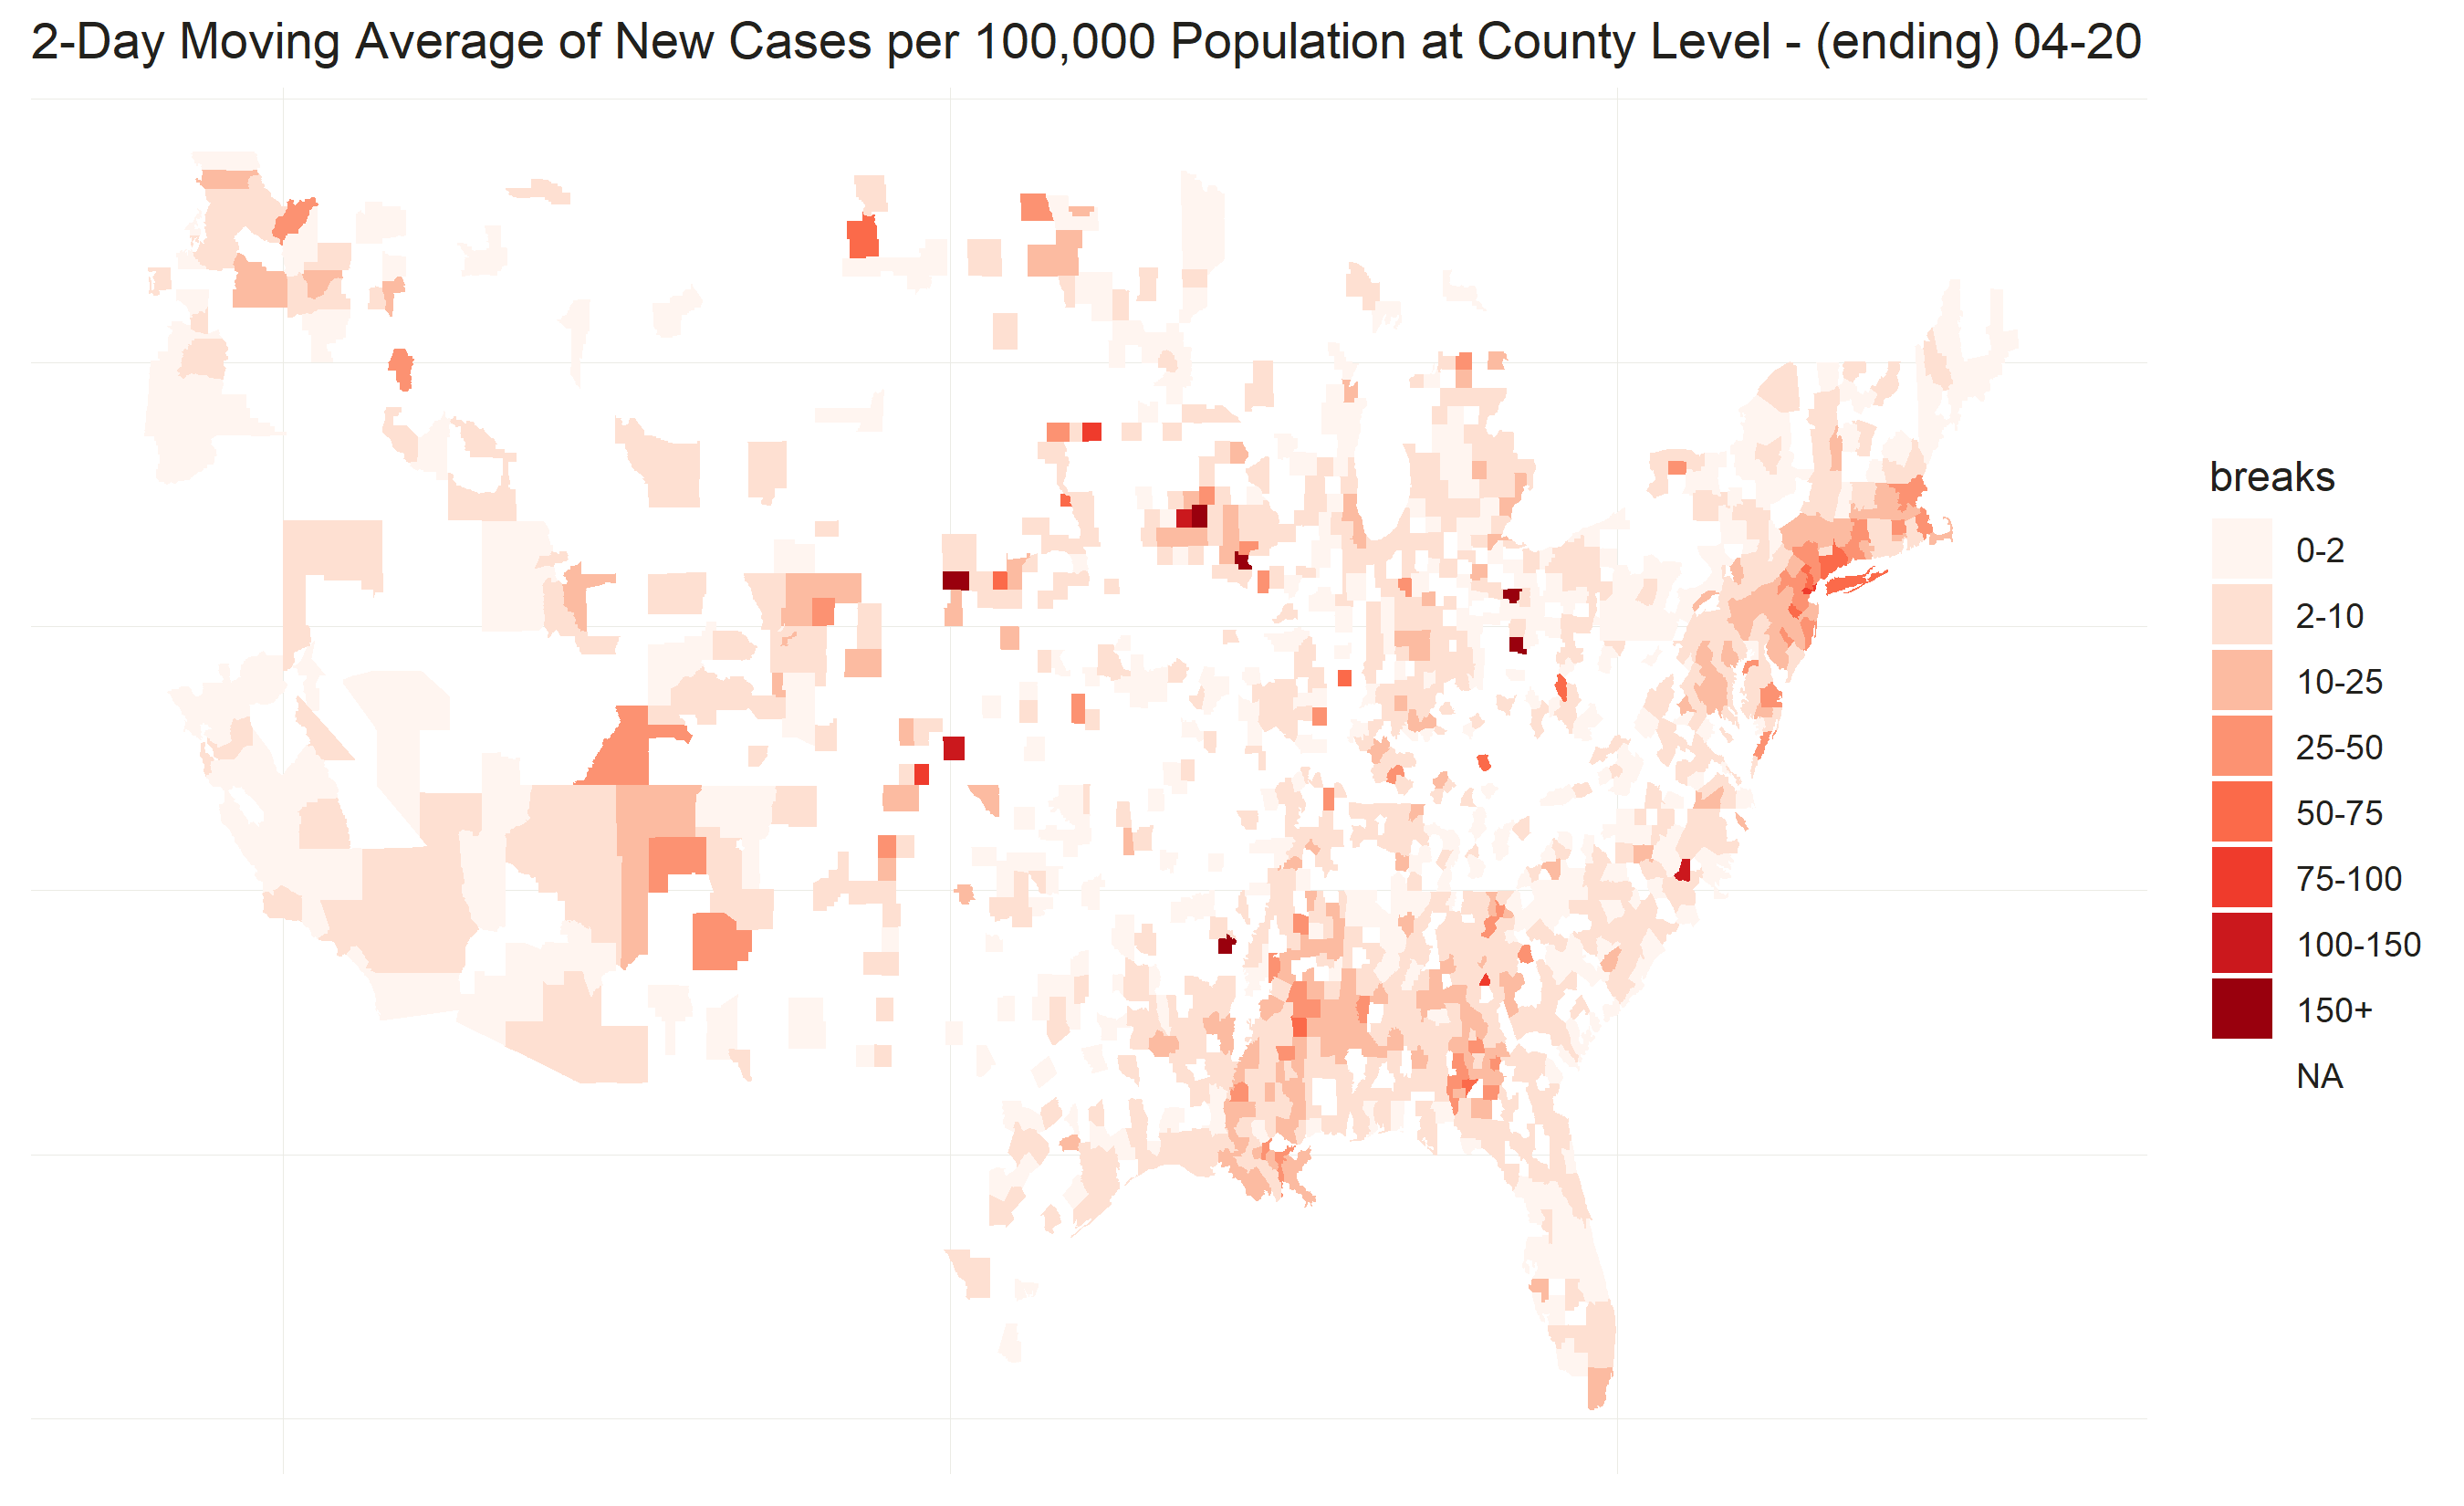 2-Day Moving Average of New Cases per 100,000 Population at County Level - (ending) 04-20
breaks
0-2
2-10
10-25
25-50
50-75
75-100
100-150
150+
NA